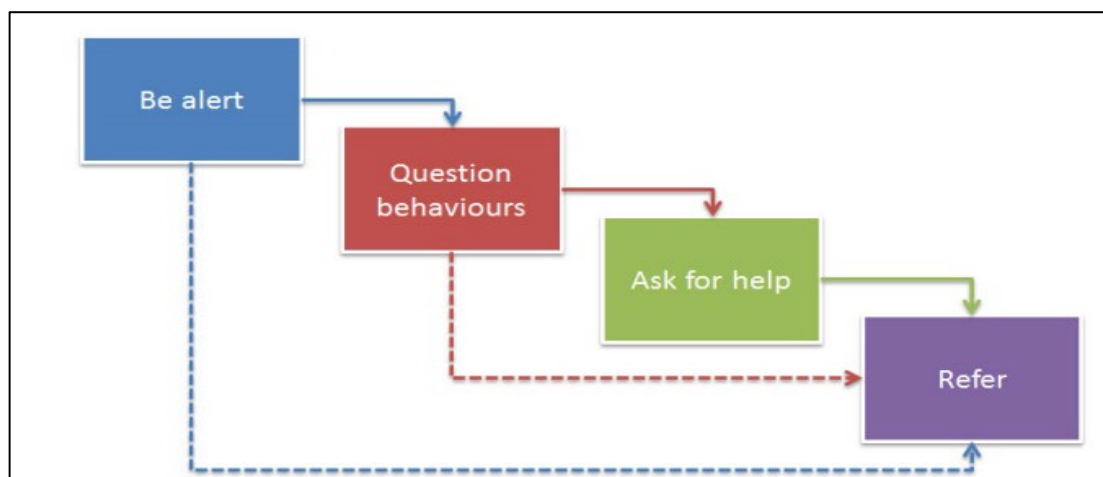 Be alert
Question
behaviours
Ask for help
Refer